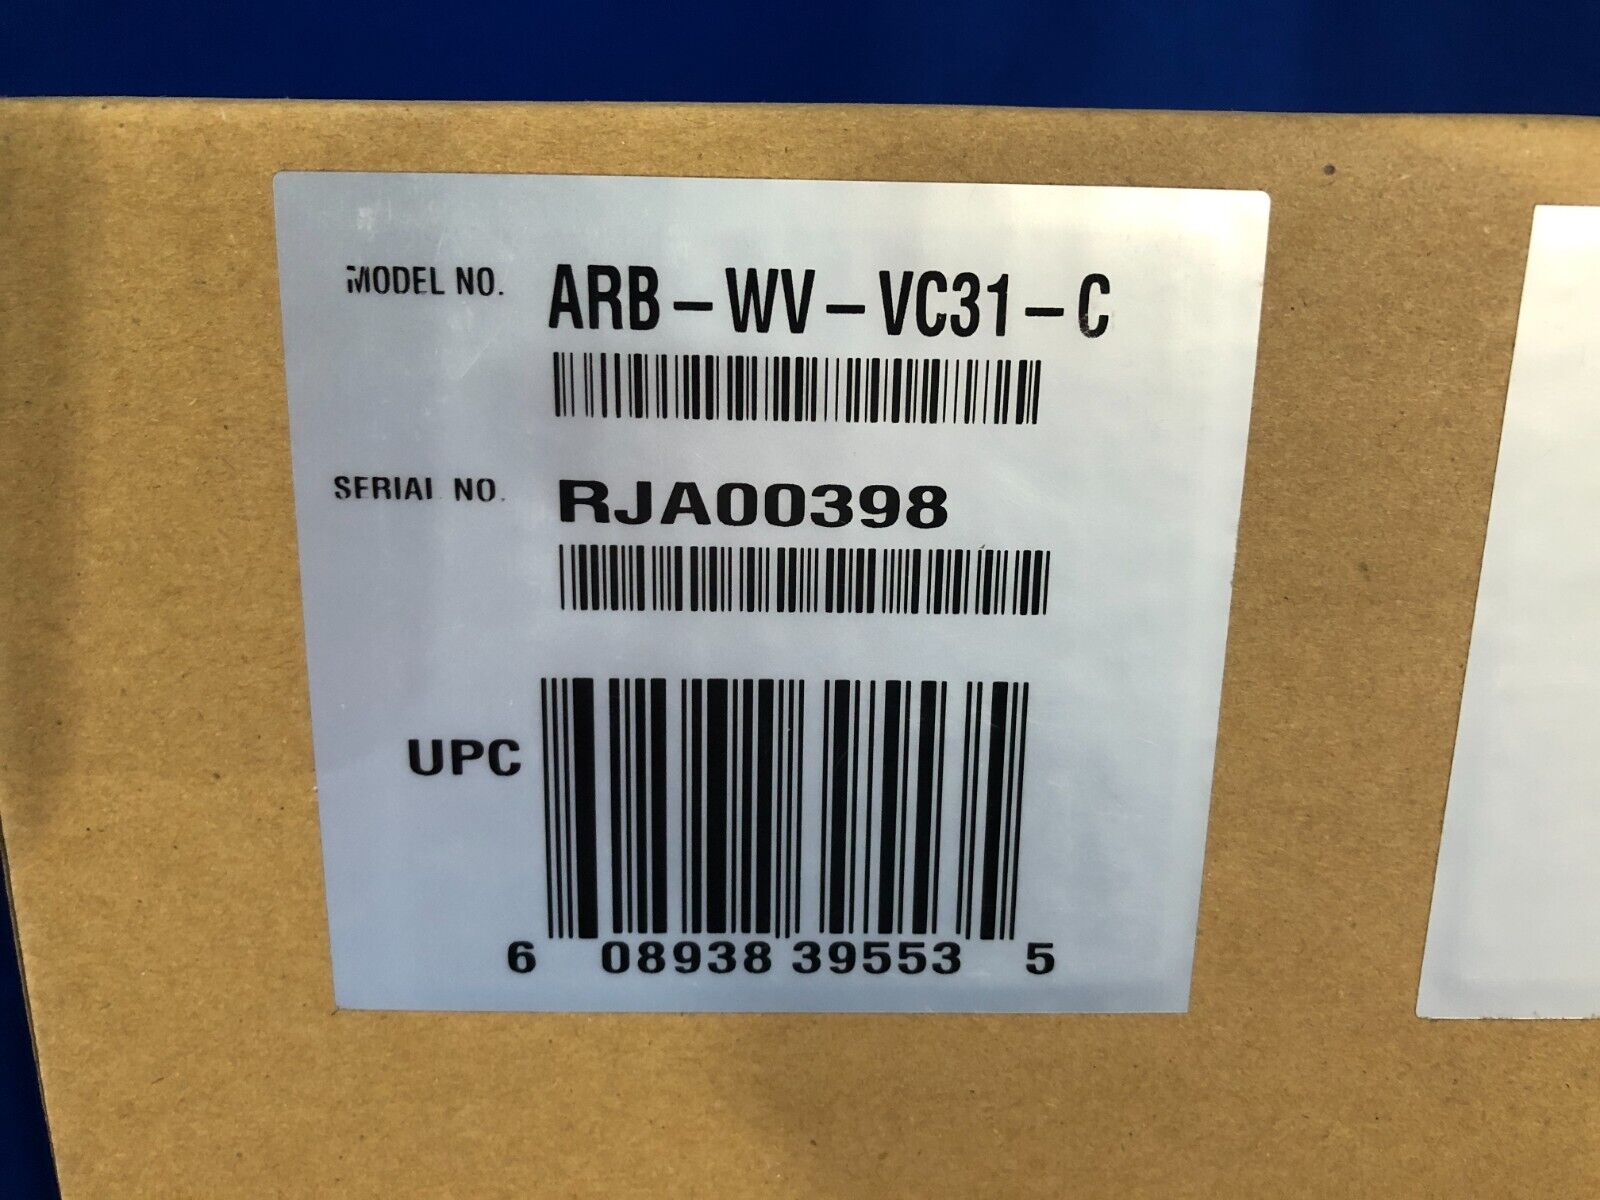 MODEL NO. ARB-WV-VC31-C
SERIAL NO. RJA00398
UPC
6 08938 39553 5